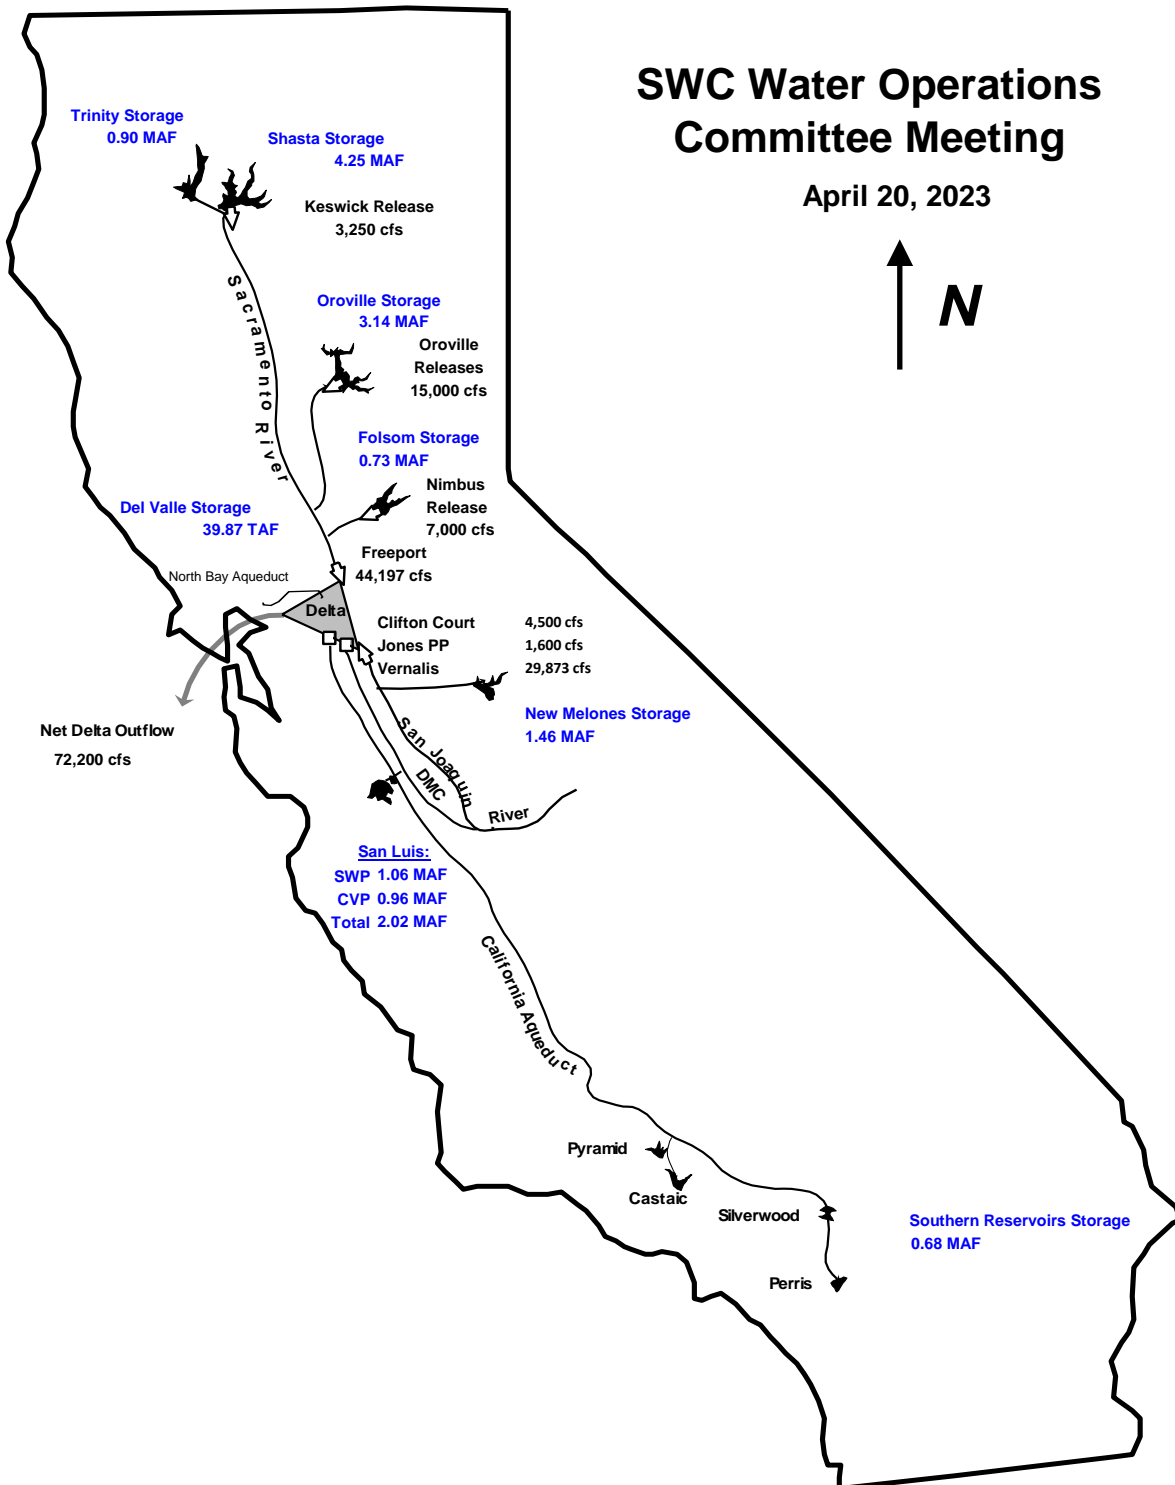 SWC Water Operations
Committee Meeting
April 20, 2023
N
Trinity Storage
0.90 MAF
Shasta Storage
4.25 MAF
Keswick Release
3,250 cfs
Sacramento River
Oroville Storage
3.14 MAF
Oroville
Releases
15,000 cfs
Folsom Storage
0.73 MAF
Nimbus
Release
7,000 cfs
Del Valle Storage
39.87 TAF
Freeport
44,197 cfs
North Bay Aqueduct
Delta
Clifton Court 4,500 cfs
Jones PP 1,600 cfs
Vernalis 29,873 cfs
New Melones Storage
1.46 MAF
Net Delta Outflow
72,200 cfs
San Joaquin
River
DMC
San Luis:
SWP 1.06 MAF
CVP 0.96 MAF
Total 2.02 MAF
California Aqueduct
Pyramid
Castaic
Silverwood
Southern Reservoirs Storage
0.68 MAF
Perris